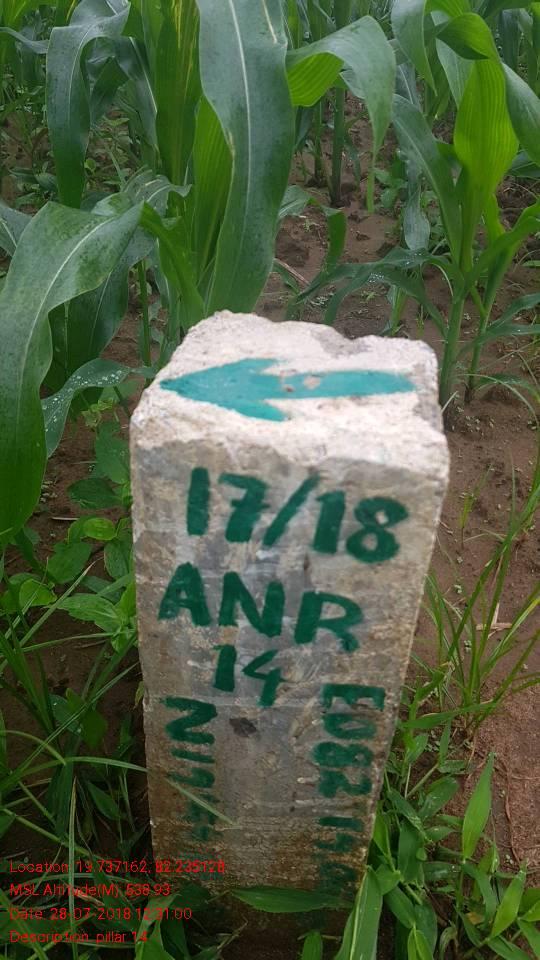 17/18
ANR
14
Location: 19.737162, 82.235128
MSL Altitude(M): 538.93
Date: 28-07-2018 12:31:00
Description: pillar 14